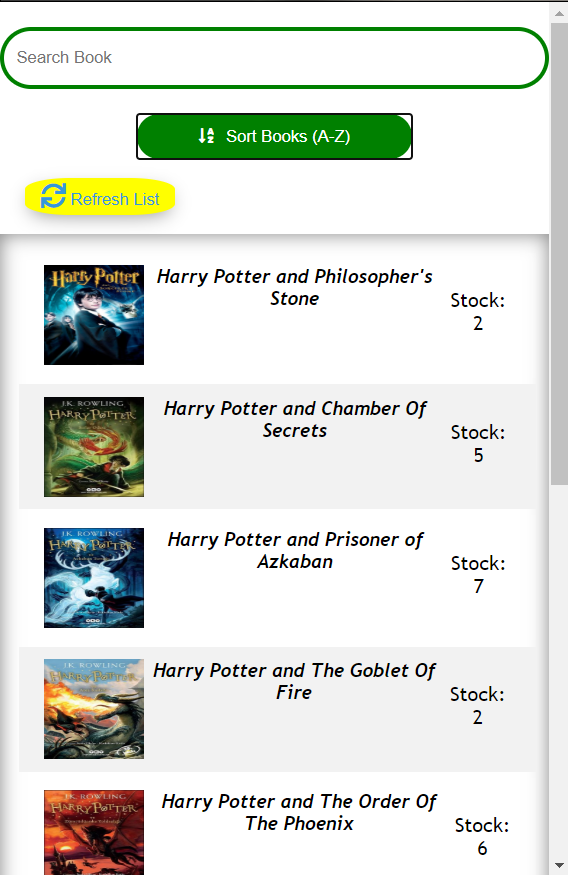 Search Book
Sort Books (A-Z)
Refresh List
Harry Potter
Harry Potter and Philosopher's
Stone
Stock:
2
J.K. ROWLING
HARRY POTTER
Harry Potter and Chamber Of
Secrets
Stock:
5
J.K. ROWLING
HARRY POTTER
Harry Potter and Prisoner of
Azkaban
Stock:
7
J.K. ROWLING
HARRY POTTER
Harry Potter and The Goblet Of
Fire
Stock:
2
J.K. ROWLING
HARRY POTTER
Harry Potter and The Order Of
The Phoenix
Stock:
6